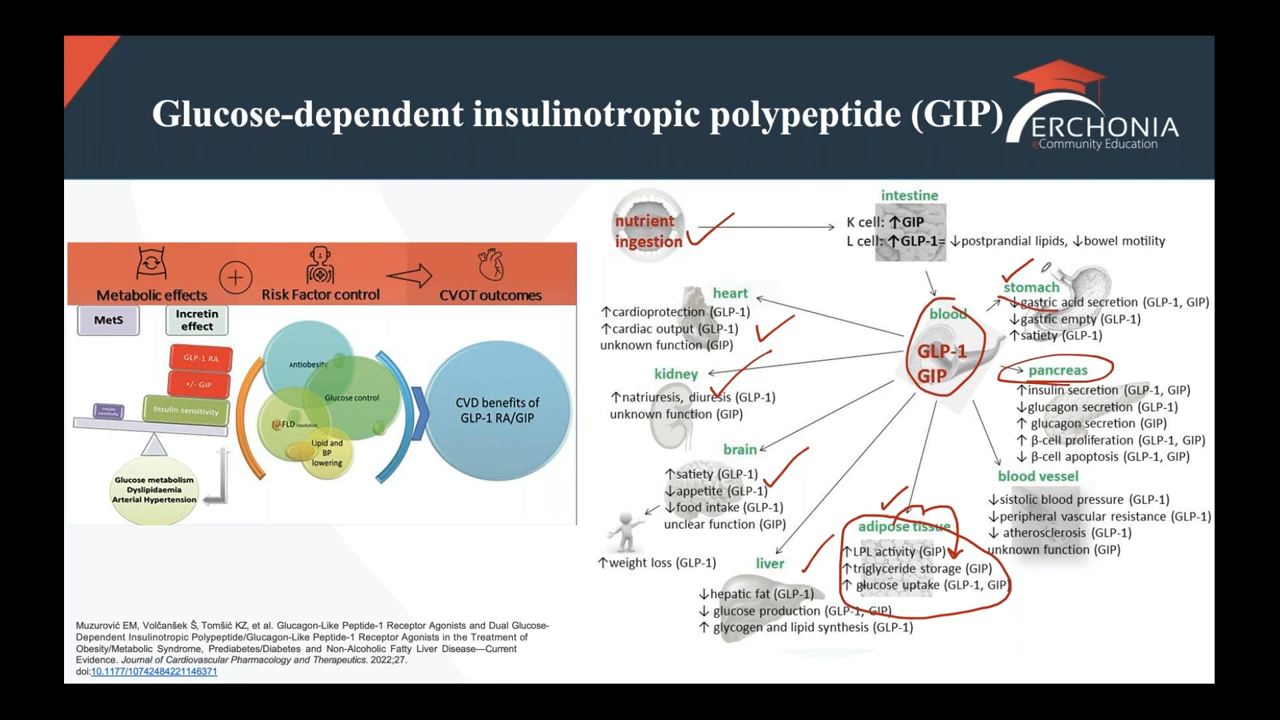 Glucose-dependent insulinotropic polypeptide (GIP)
ERCHONIA
eCommunity Education
Metabolic effects
Risk Factor control
CVOT outcomes
MetS
Incretin
effect
GLP-1 RA
+/- GIP
Insulin
sensitivity
Insulin sensitivity
Glucose metabolism
Dyslipidaemia
Arterial Hypertension
Antiobesity
Glucose control
NAFLD resolution
Lipid and
BP
lowering
CVD benefits of
GLP-1 RA/GIP
Muzurović EM, Volčanšek Š, Tomšić KZ, et al. Glucagon-Like Peptide-1 Receptor Agonists and Dual Glucose-
Dependent Insulinotropic Polypeptide/Glucagon-Like Peptide-1 Receptor Agonists in the Treatment of
Obesity/Metabolic Syndrome, Prediabetes/Diabetes and Non-Alcoholic Fatty Liver Disease—Current
Evidence. Journal of Cardiovascular Pharmacology and Therapeutics. 2022;27.
doi:10.1177/10742484221146371
nutrient
ingestion
intestine
K cell: ↑GIP
L cell: ↑GLP-1= ↓postprandial lipids, ↓bowel motility
blood
GLP-1
GIP
heart
↑cardioprotection (GLP-1)
↑cardiac output (GLP-1)
unknown function (GIP)
kidney
↑natriuresis, diuresis (GLP-1)
unknown function (GIP)
brain
↑satiety (GLP-1)
↓appetite (GLP-1)
↓food intake (GLP-1)
unclear function (GIP)
↑weight loss (GLP-1)
liver
↓hepatic fat (GLP-1)
↓ glucose production (GLP-1, GIP)
↑ glycogen and lipid synthesis (GLP-1)
adipose tissue
↑LPL activity (GIP)
↑triglyceride storage (GIP)
↑ glucose uptake (GLP-1, GIP)
stomach
↓gastric acid secretion (GLP-1, GIP)
↓gastric empty (GLP-1)
↑satiety (GLP-1)
pancreas
↑insulin secretion (GLP-1, GIP)
↓glucagon secretion (GLP-1)
↑ glucagon secretion (GIP)
↑ β-cell proliferation (GLP-1, GIP)
↓ β-cell apoptosis (GLP-1, GIP)
blood vessel
↓sistolic blood pressure (GLP-1)
↓peripheral vascular resistance (GLP-1)
↓ atherosclerosis (GLP-1)
unknown function (GIP)